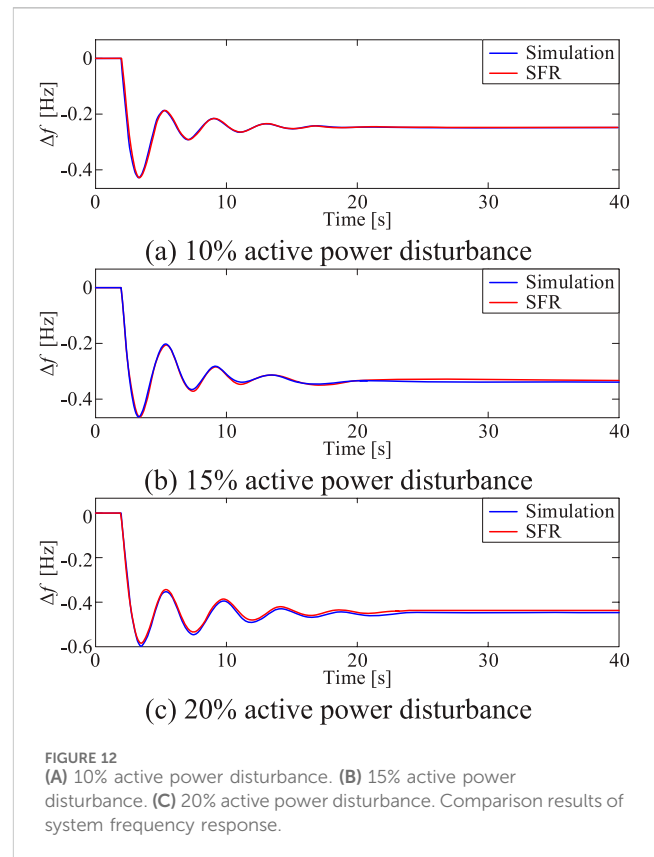 0
-0.2
-0.4
Δf [Hz]
Simulation
SFR
0 10 20 30 40
Time [s]
(a) 10% active power disturbance
0
-0.2
-0.4
Δf [Hz]
Simulation
SFR
0 10 20 30 40
Time [s]
(b) 15% active power disturbance
0
-0.2
-0.4
-0.6
Δf [Hz]
Simulation
SFR
0 10 20 30 40
Time [s]
(c) 20% active power disturbance
FIGURE 12
(A) 10% active power disturbance. (B) 15% active power
disturbance. (C) 20% active power disturbance. Comparison results of
system frequency response.